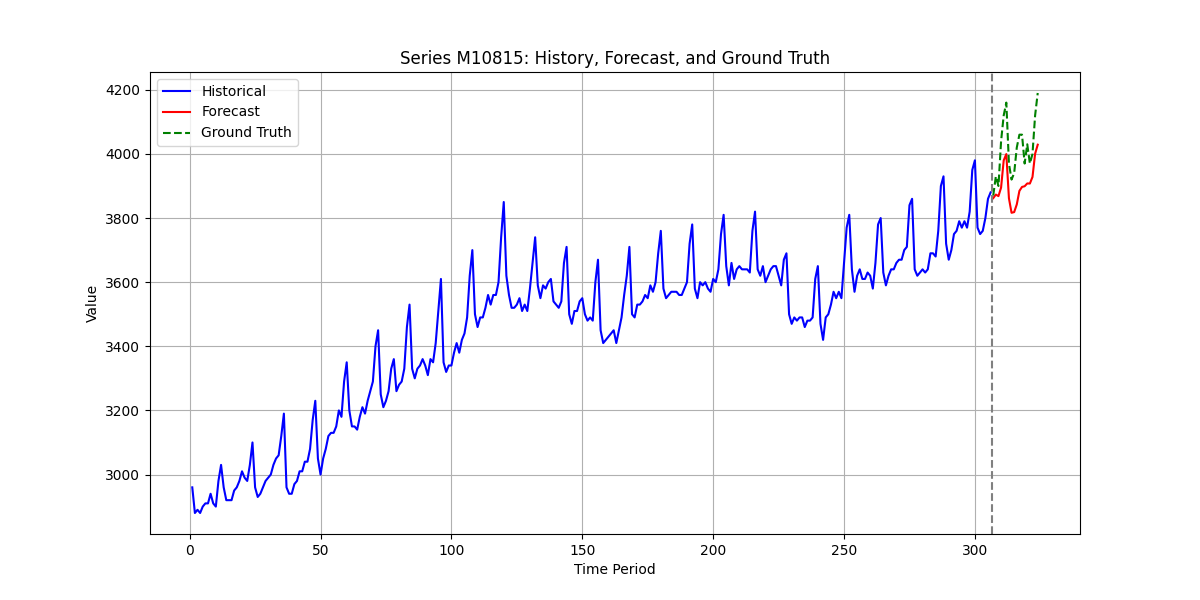 Series M10815: History, Forecast, and Ground Truth
Historical
Forecast
Ground Truth
4200
4000
3800
3600
3400
3200
3000
Value
0 50 100 150 200 250 300
Time Period